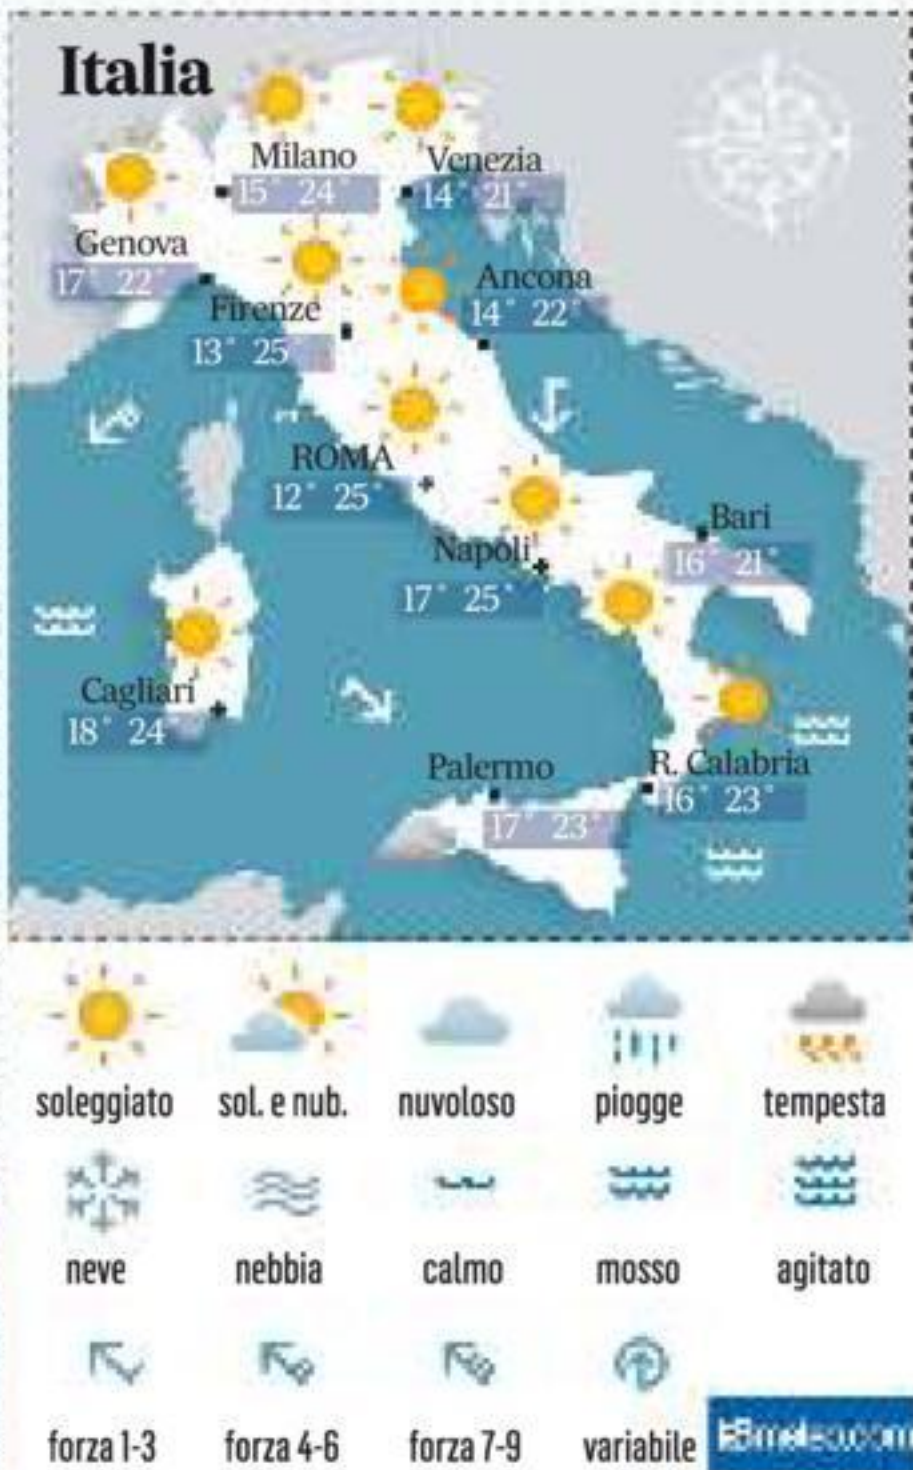 Italia
Milano
15° 24°
Venezia
14° 21°
Genova
17° 22°
Firenze
13° 25°
Ancona
14° 22°
ROMA
12° 25°
Napoli
17° 25°
Bari
16° 21°
Cagliari
18° 24°
Palermo
17° 23°
R. Calabria
16° 23°
soleggiato sol. e nub. nuvoloso piogge tempesta
neve nebbia calmo mosso agitato
forza 1-3 forza 4-6 forza 7-9 variabile